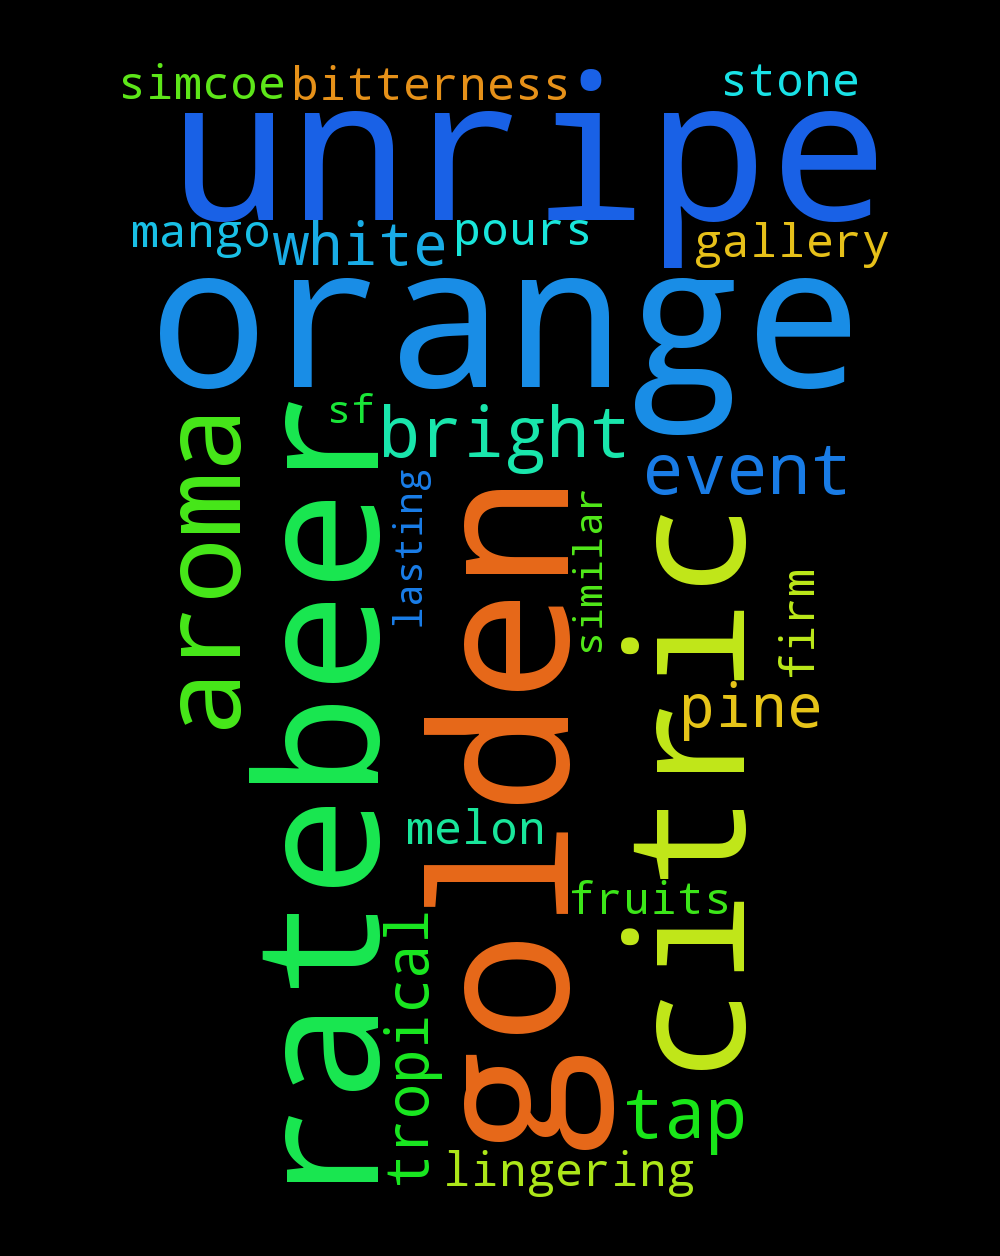 simcoe bitterness stone
unripe
mango white pours gallery
orange
sf bright
aroma
ratebeer
event
lasting
golden
similar
citric
firm
pine
melon
fruits
tropical
tap
lingering